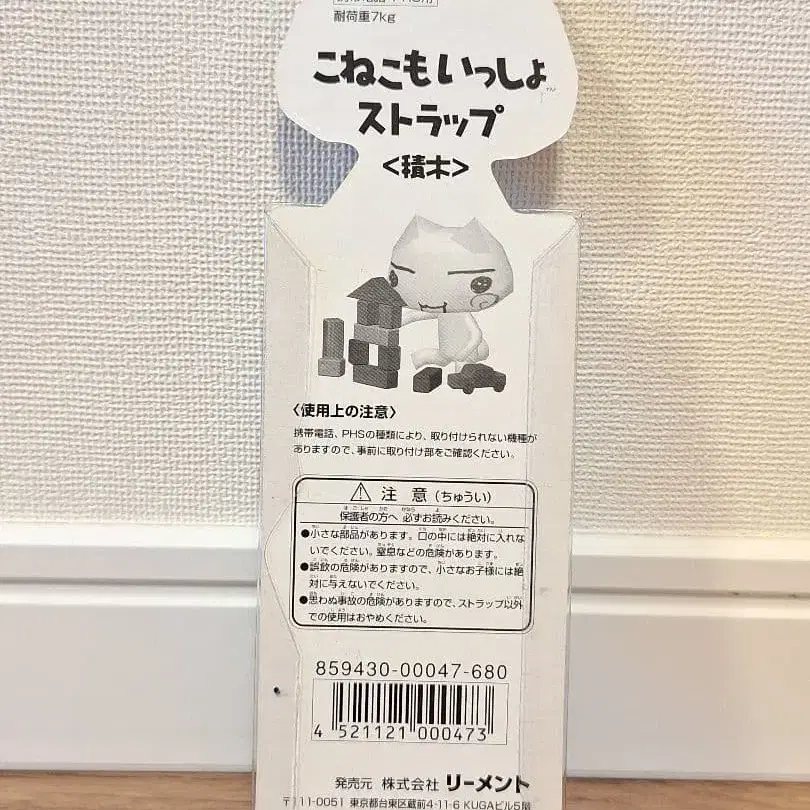 耐荷重7kg
こねこもいっしょ
ストラップ
<積木>
〈使用上の注意〉
携帯電話、PHSの種類により、取り付けられない機種が
ありますので、事前に取り付け部をご確認ください。
注意(ちゅうい)
保護者の方へ 必ずお読みください。
●小さな部品があります。口の中には絶対に入れな
いでください。窒息などの危険があります。
●誤飲の危険がありますので、小さなお子様には絶
対に与えないでください。
●思わぬ事故の危険がありますので、ストラップ以外
での使用はおやめください。
859430-00047-680
4 521121 000473
発売元 株式会社 リーメント
〒111-0051 東京都台東区蔵前4-11-6 KUGAビル5階